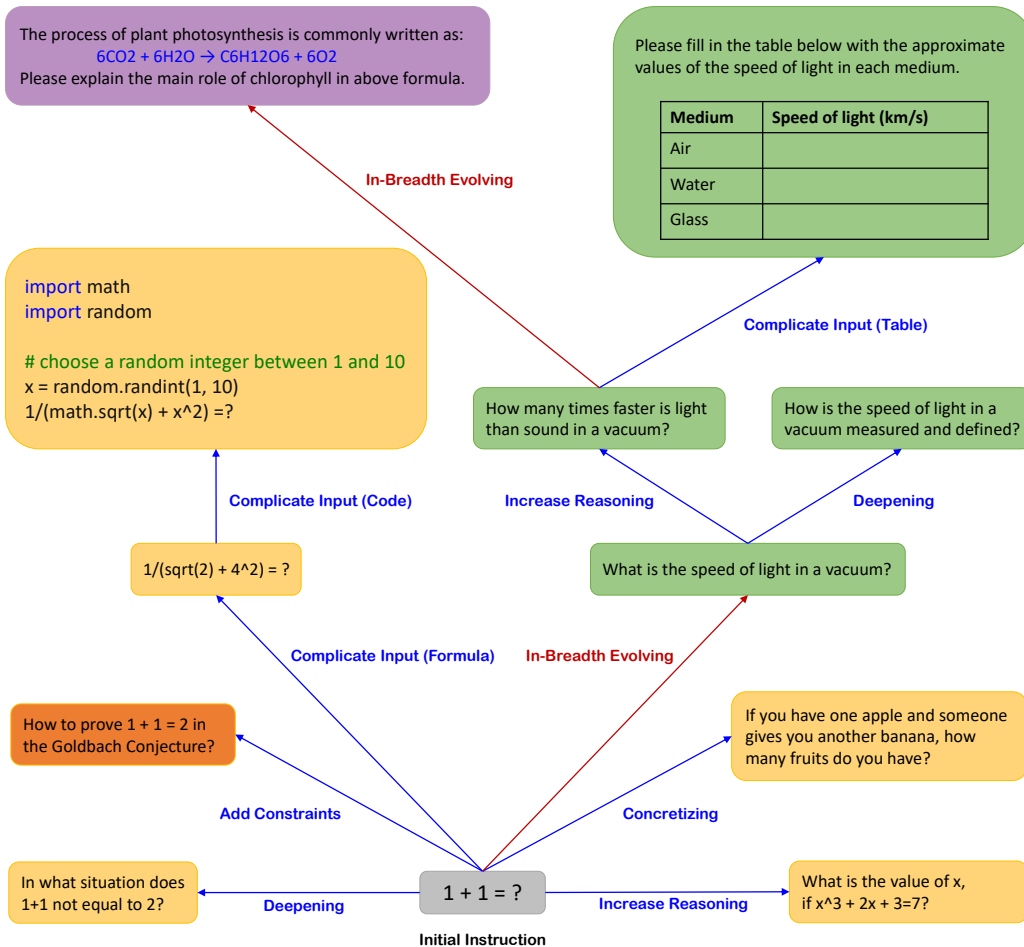 The process of plant photosynthesis is commonly written as:
6CO2 + 6H2O → C6H12O6 + 6O2
Please explain the main role of chlorophyll in above formula.
Please fill in the table below with the approximate
values of the speed of light in each medium.
Medium Speed of light (km/s)
Air
Water
Glass
In-Breadth Evolving
Complicate Input (Table)
import math
import random
# choose a random integer between 1 and 10
x = random.randint(1, 10)
1/(math.sqrt(x) + x^2) =?
How many times faster is light
than sound in a vacuum?
How is the speed of light in a
vacuum measured and defined?
Complicate Input (Code)
Increase Reasoning
Deepening
1/(sqrt(2) + 4^2) = ?
What is the speed of light in a vacuum?
Complicate Input (Formula)
In-Breadth Evolving
How to prove 1 + 1 = 2 in
the Goldbach Conjecture?
If you have one apple and someone
gives you another banana, how
many fruits do you have?
Add Constraints
Concretizing
In what situation does
1+1 not equal to 2?
Deepening
1 + 1 = ?
Increase Reasoning
What is the value of x,
if x^3 + 2x + 3=7?
Initial Instruction